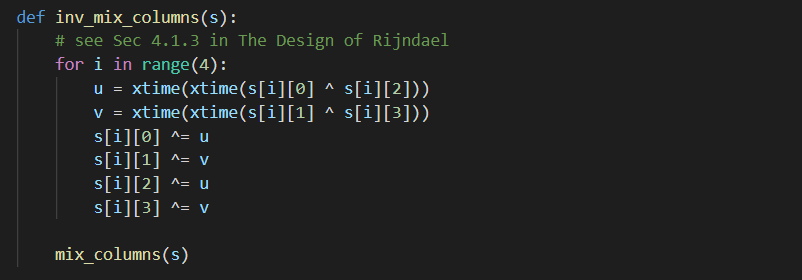 def inv_mix_columns(s):
    # see Sec 4.1.3 in The Design of Rijndael
    for i in range(4):
        u = xtime(xtime(s[i][0] ^ s[i][2]))
        v = xtime(xtime(s[i][1] ^ s[i][3]))
        s[i][0] ^= u
        s[i][1] ^= v
        s[i][2] ^= u
        s[i][3] ^= v
    mix_columns(s)